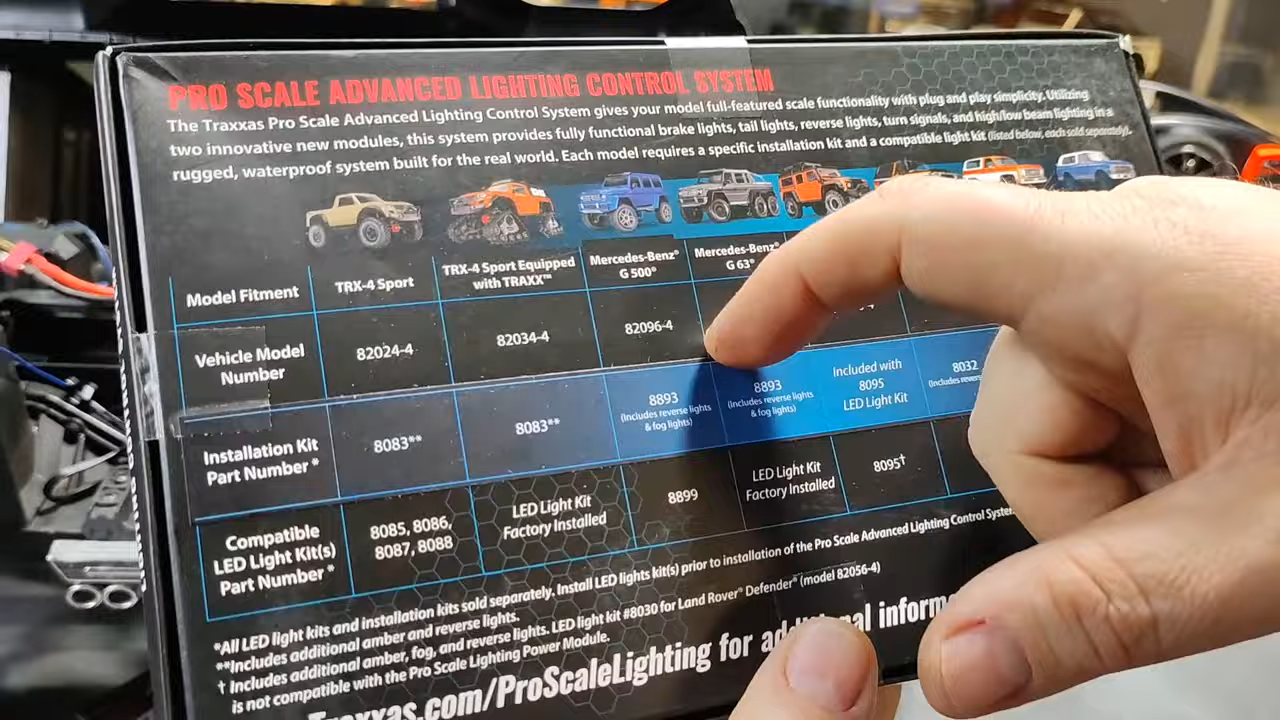 PRO SCALE ADVANCED LIGHTING CONTROL SYSTEM
The Traxxas Pro Scale Advanced Lighting Control System gives your model full-featured scale functionality with plug and play simplicity. Utilizing
two innovative new modules, this system provides fully functional brake lights, tail lights, reverse lights, turn signals, and high/low beam lighting in a
rugged, waterproof system built for the real world. Each model requires a specific installation kit and a compatible light kit (listed below, each sold separately).
Model Fitment
TRX-4 Sport
TRX-4 Sport Equipped
with TRAXX™
Mercedes-Benz®
G 500®
Mercedes-Benz®
G 63®
Vehicle Model
Number
82024-4
82034-4
82096-4
Installation Kit
Part Number*
8083**
8083**
8893
(Includes reverse lights
& fog lights)
8893
(Includes reverse lights
& fog lights)
Included with
8095
LED Light Kit
8032
(Includes
Compatible
LED Light Kit(s)
Part Number*
8085, 8086,
8087, 8088
LED Light Kit
Factory Installed
8899
LED Light Kit
Factory Installed
8095†
*All LED light kits and installation kits sold separately. Install LED lights kit(s) prior to installation of the Pro Scale Advanced Lighting Control
**Includes additional amber and reverse lights.
† Includes additional amber, fog, and reverse lights. LED light kit #8030 for Land Rover® Defender® (model 82056-4)
is not compatible with the Pro Scale Lighting Power Module.
Traxxas.com/ProScaleLighting for